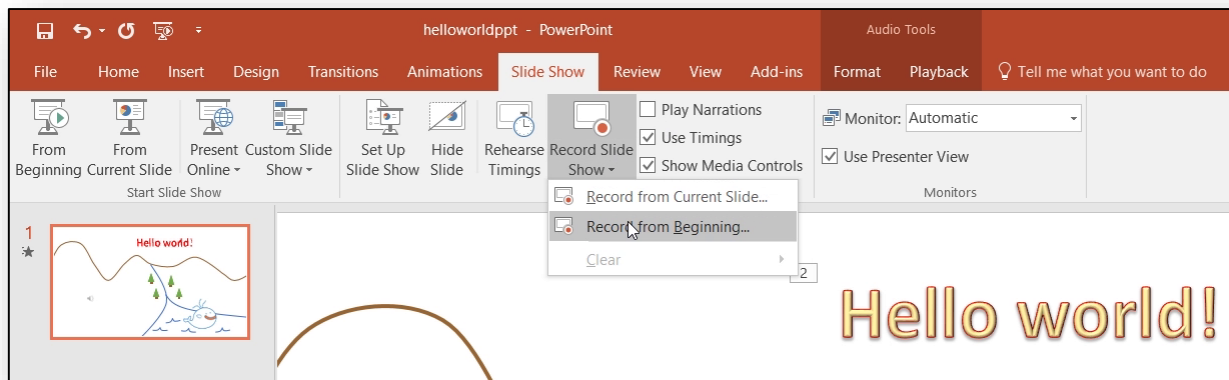 helloworldppt - PowerPoint
Audio Tools
File Home Insert Design Transitions Animations Slide Show Review View Add-ins Format Playback Tell me what you want to do
From Beginning
From Current Slide
Present Online
Custom Slide Show
Start Slide Show
Set Up Slide Show
Hide Slide
Rehearse Timings
Record Slide Show
Play Narrations
Use Timings
Show Media Controls
Monitor: Automatic
Use Presenter View
Monitors
Record from Current Slide...
Record from Beginning...
Clear
1
Hello world!
2
Hello world!